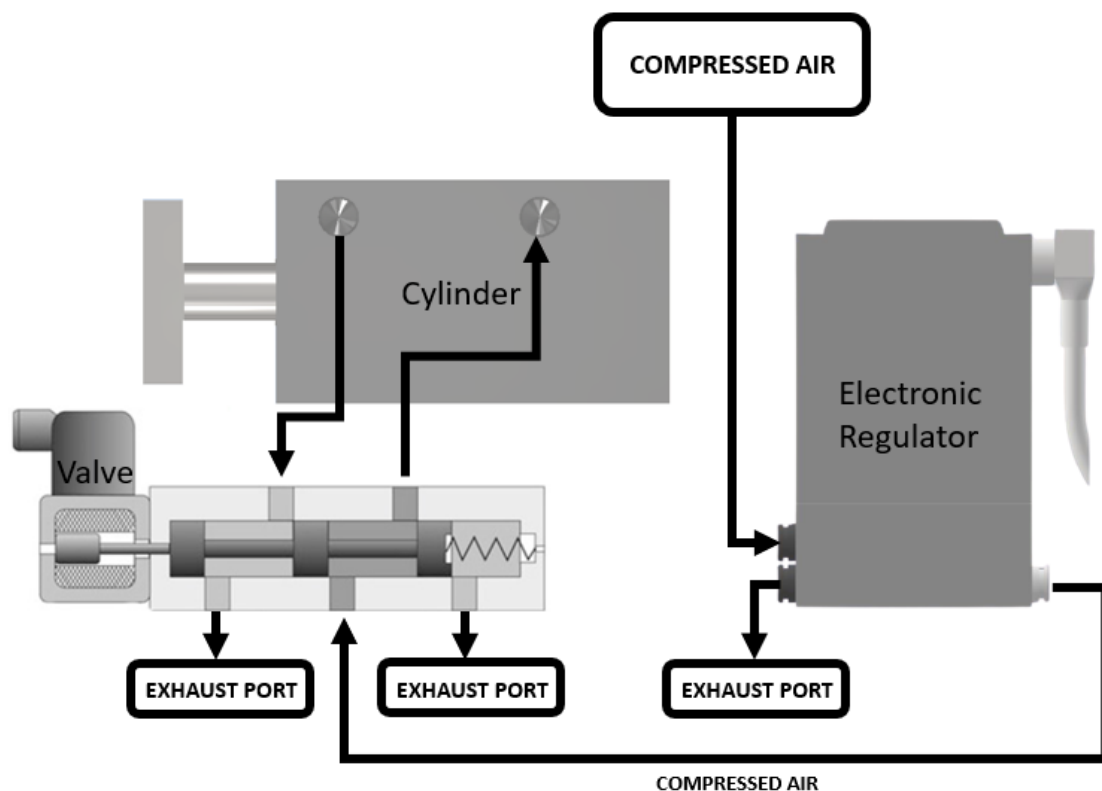 COMPRESSED AIR
Cylinder
Electronic
Regulator
Valve
EXHAUST PORT
EXHAUST PORT
EXHAUST PORT
COMPRESSED AIR